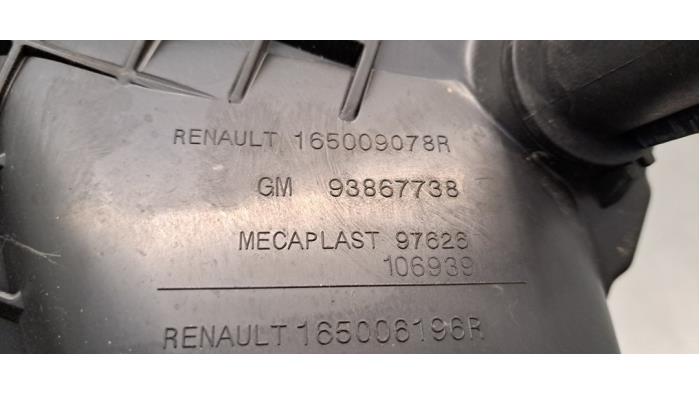 RENAULT 165009078R
GM 93867738
MECAPLAST 97626
106939
RENAULT 165006196R